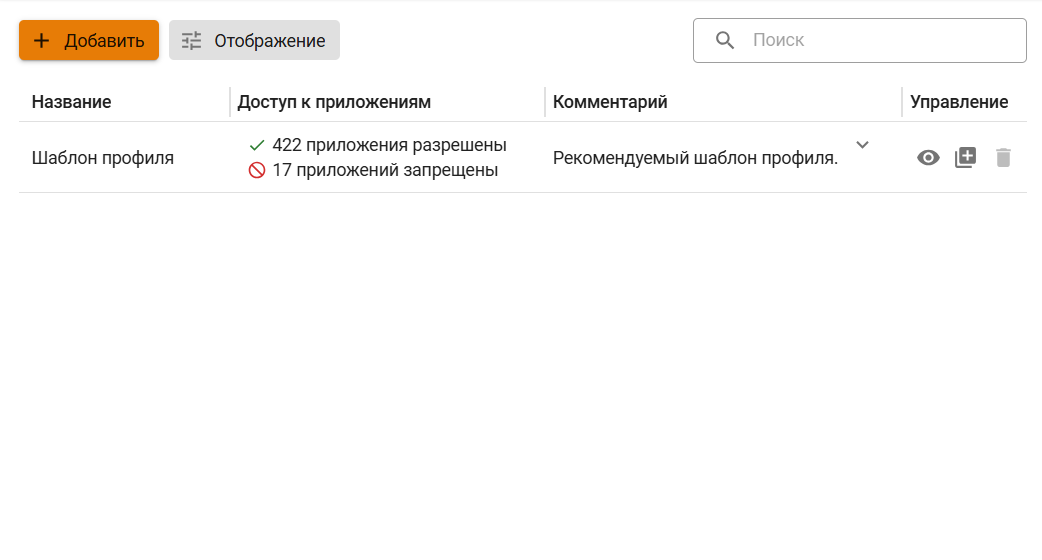 Добавить
Отображение
Поиск
Название
Доступ к приложениям
Комментарий
Управление
Шаблон профиля
422 приложения разрешены
17 приложений запрещены
Рекомендуемый шаблон профиля.